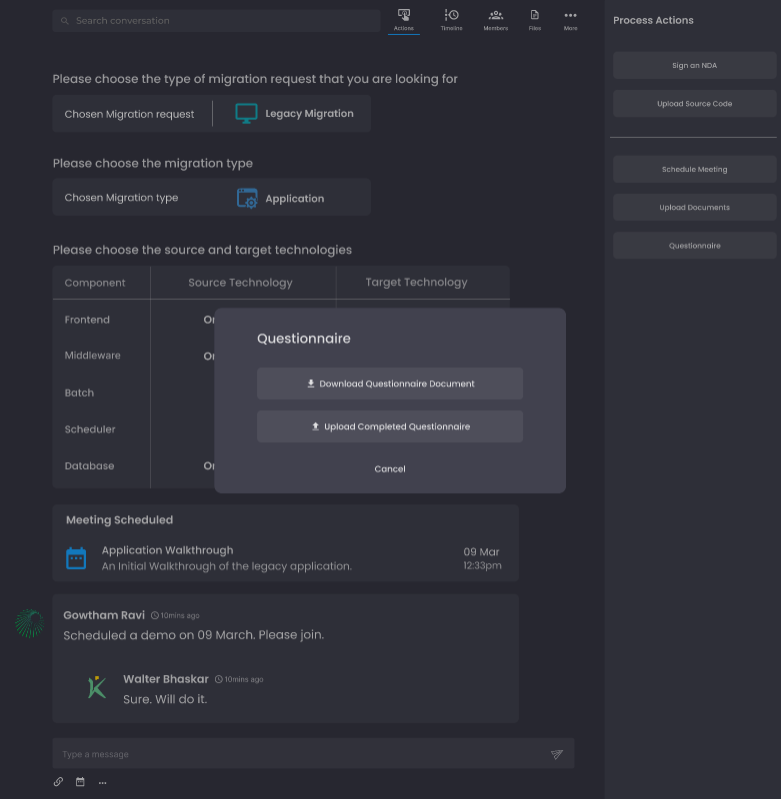 Search conversation
Actions
Timeline
Members
Files
More
Process Actions
Sign an NDA
Upload Source Code
Schedule Meeting
Upload Documents
Questionnaire
Please choose the type of migration request that you are looking for
Chosen Migration request
Legacy Migration
Please choose the migration type
Chosen Migration type
Application
Please choose the source and target technologies
Component Source Technology Target Technology
Frontend
Middleware
Batch
Scheduler
Database
Questionnaire
Download Questionnaire Document
Upload Completed Questionnaire
Cancel
Meeting Scheduled
Application Walkthrough 09 Mar
An Initial Walkthrough of the legacy application. 12:33pm
Gowtham Ravi 10mins ago
Scheduled a demo on 09 March. Please join.
Walter Bhaskar 10mins ago
Sure. Will do it.
Type a message